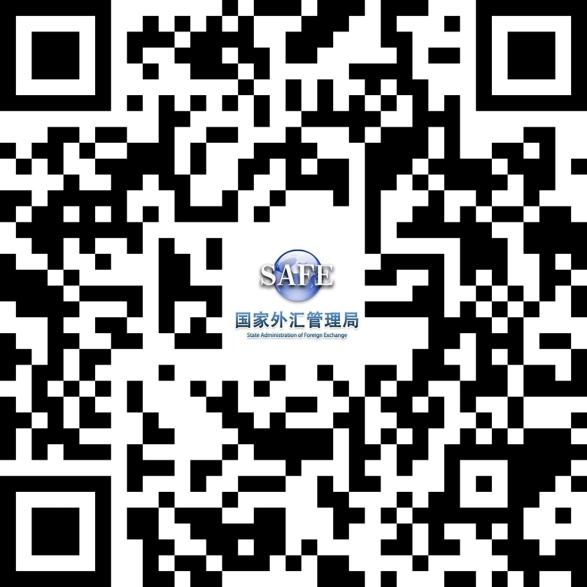 SAFE
国家外汇管理局
State Administration of Foreign Exchange